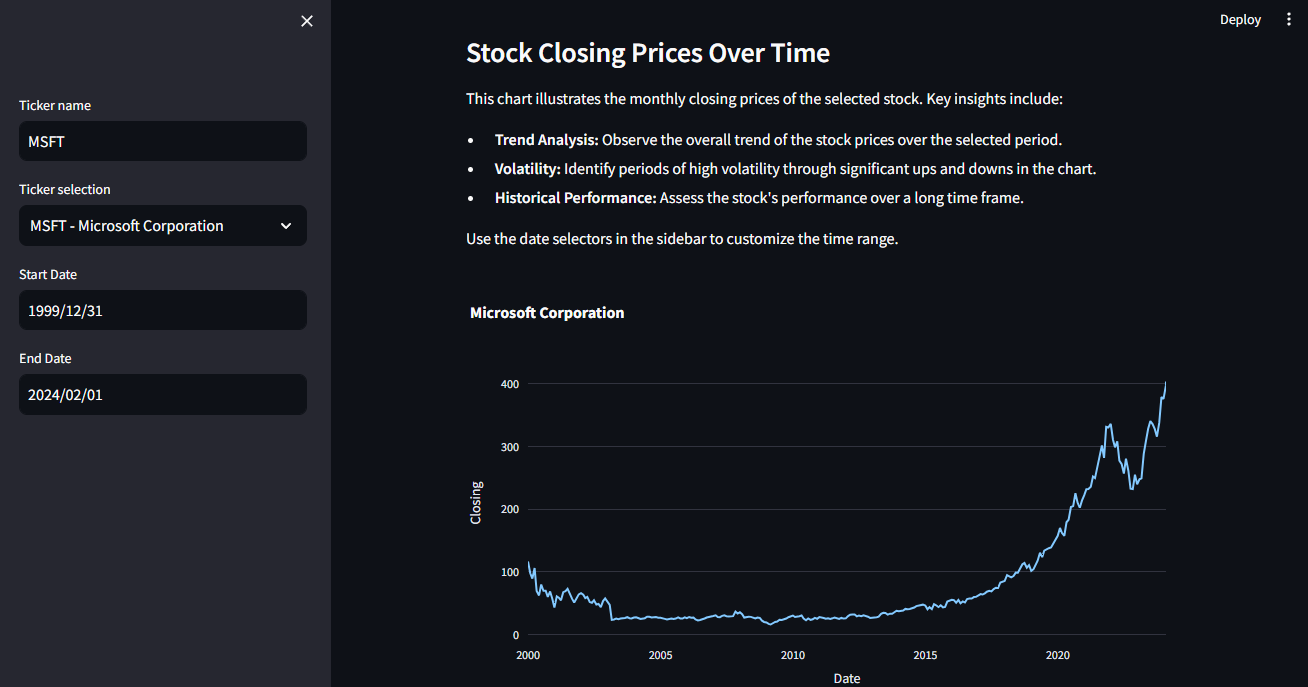 Deploy
Ticker name
MSFT
Ticker selection
MSFT - Microsoft Corporation
Start Date
1999/12/31
End Date
2024/02/01
Stock Closing Prices Over Time
This chart illustrates the monthly closing prices of the selected stock. Key insights include:
• Trend Analysis: Observe the overall trend of the stock prices over the selected period.
• Volatility: Identify periods of high volatility through significant ups and downs in the chart.
• Historical Performance: Assess the stock's performance over a long time frame.
Use the date selectors in the sidebar to customize the time range.
Microsoft Corporation
Closing
400
300
200
100
0
2000 2005 2010 2015 2020
Date